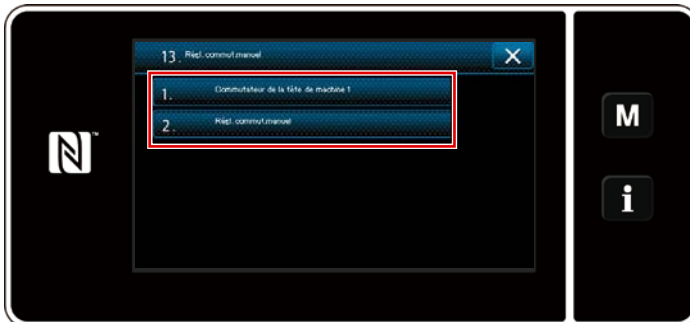 13. Régl. commut.manuel
1. Commutateur de la tête de machine 1
2. Régl. commut.manuel
M
i